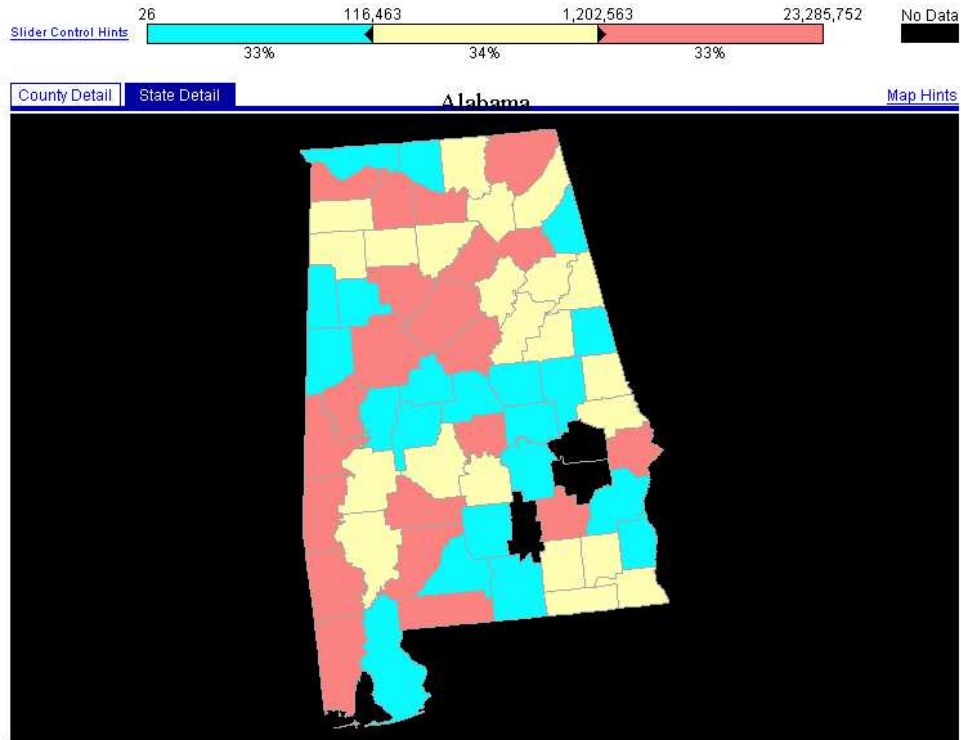 26 116,463 1,202,563 23,285,752 No Data
Slider Control Hints
33% 34% 33%
County Detail State Detail Alabama Map Hints